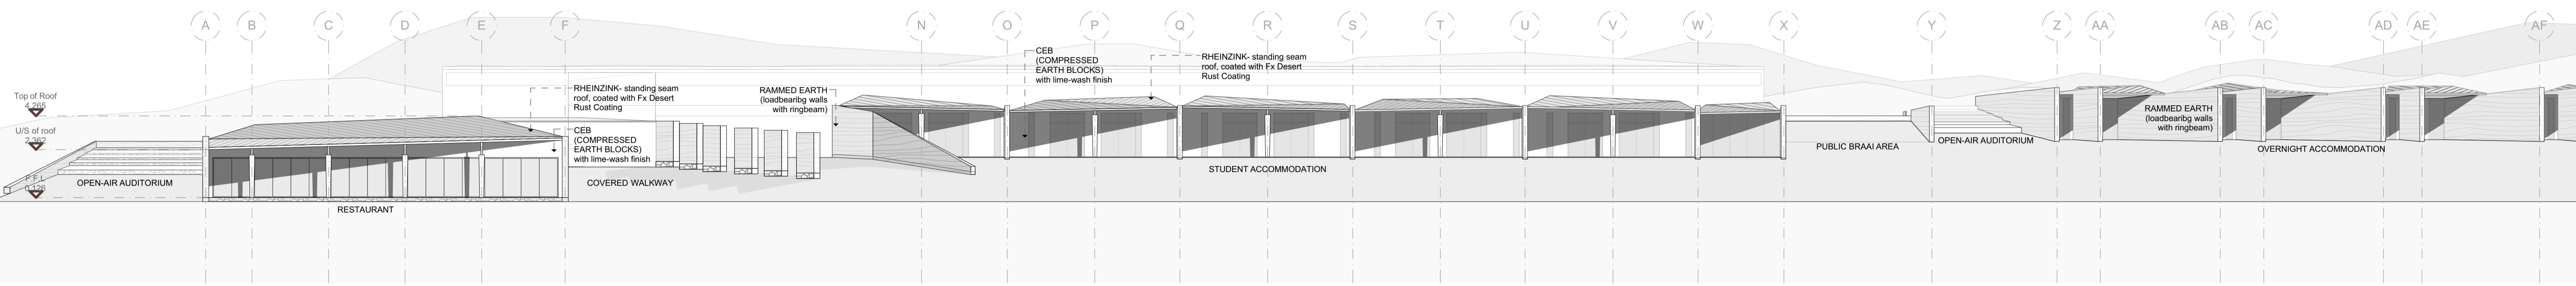 A B C D E F N O P Q R S T U V W X Y Z AA AB AC AD AE AF
CEB
(COMPRESSED
EARTH BLOCKS)
with lime-wash finish
RHEINZINK- standing seam
roof, coated with Fx Desert
Rust Coating
RHEINZINK- standing seam
roof, coated with Fx Desert
Rust Coating
RAMMED EARTH
(loadbearibg walls
with ringbeam)
Top of Roof
4,265
U/S of roof
2,362
F.F.L
0,126
CEB
(COMPRESSED
EARTH BLOCKS)
with lime-wash finish
RAMMED EARTH
(loadbearibg walls
with ringbeam)
OPEN-AIR AUDITORIUM
RESTAURANT
COVERED WALKWAY
STUDENT ACCOMMODATION
PUBLIC BRAAI AREA
OPEN-AIR AUDITORIUM
OVERNIGHT ACCOMMODATION